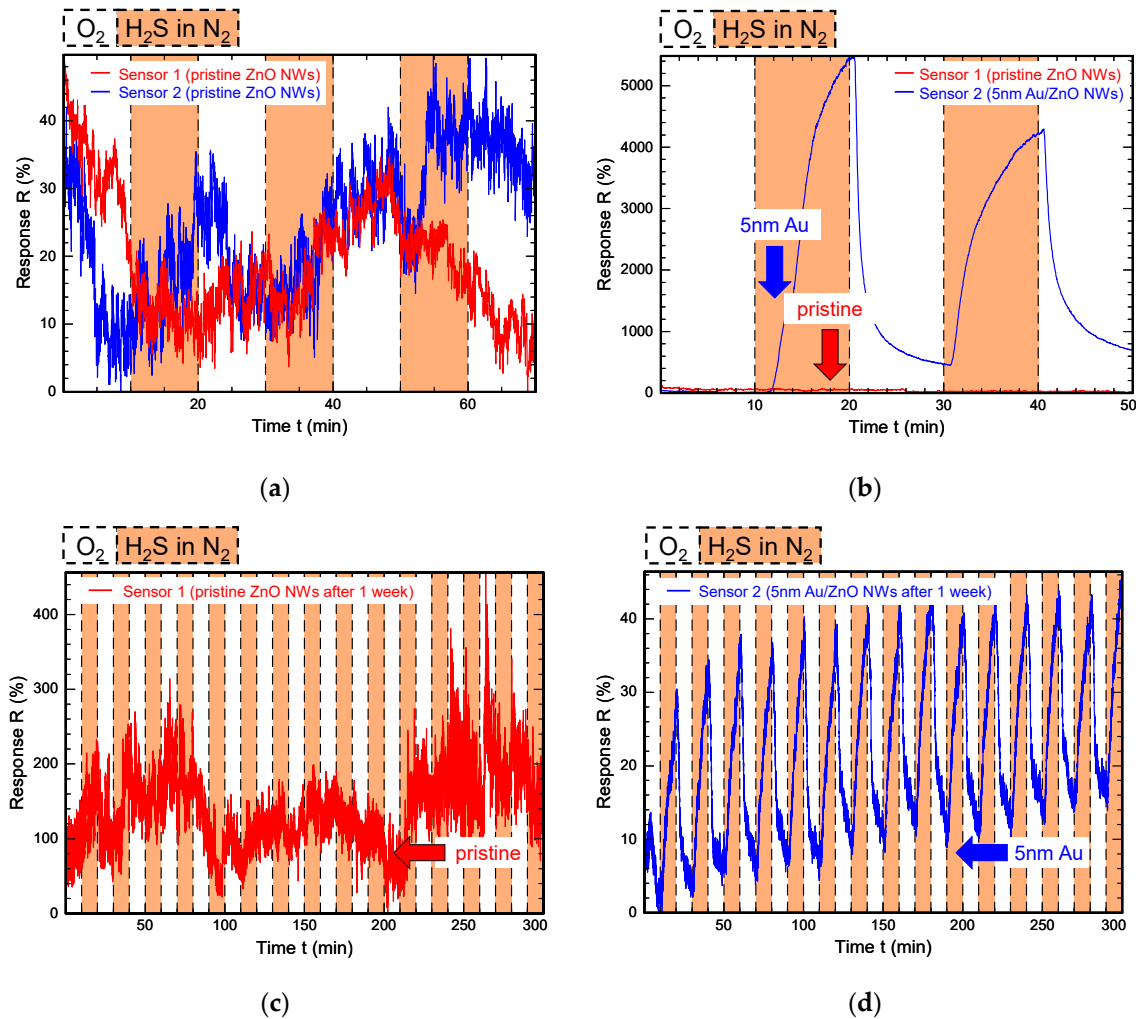 O₂ H₂S in N₂
Sensor 1 (pristine ZnO NWs)
Sensor 2 (pristine ZnO NWs)
Response R (%)
40
30
20
10
0
20 40 60
Time t (min)
(a)
O₂ H₂S in N₂
Sensor 1 (pristine ZnO NWs)
Sensor 2 (5nm Au/ZnO NWs)
5nm Au
pristine
Response R (%)
5000
4000
3000
2000
1000
0
10 20 30 40 50
Time t (min)
(b)
O₂ H₂S in N₂
Sensor 1 (pristine ZnO NWs after 1 week)
pristine
Response R (%)
400
300
200
100
0
50 100 150 200 250 300
Time t (min)
(c)
O₂ H₂S in N₂
Sensor 2 (5nm Au/ZnO NWs after 1 week)
5nm Au
Response R (%)
40
30
20
10
0
50 100 150 200 250 300
Time t (min)
(d)